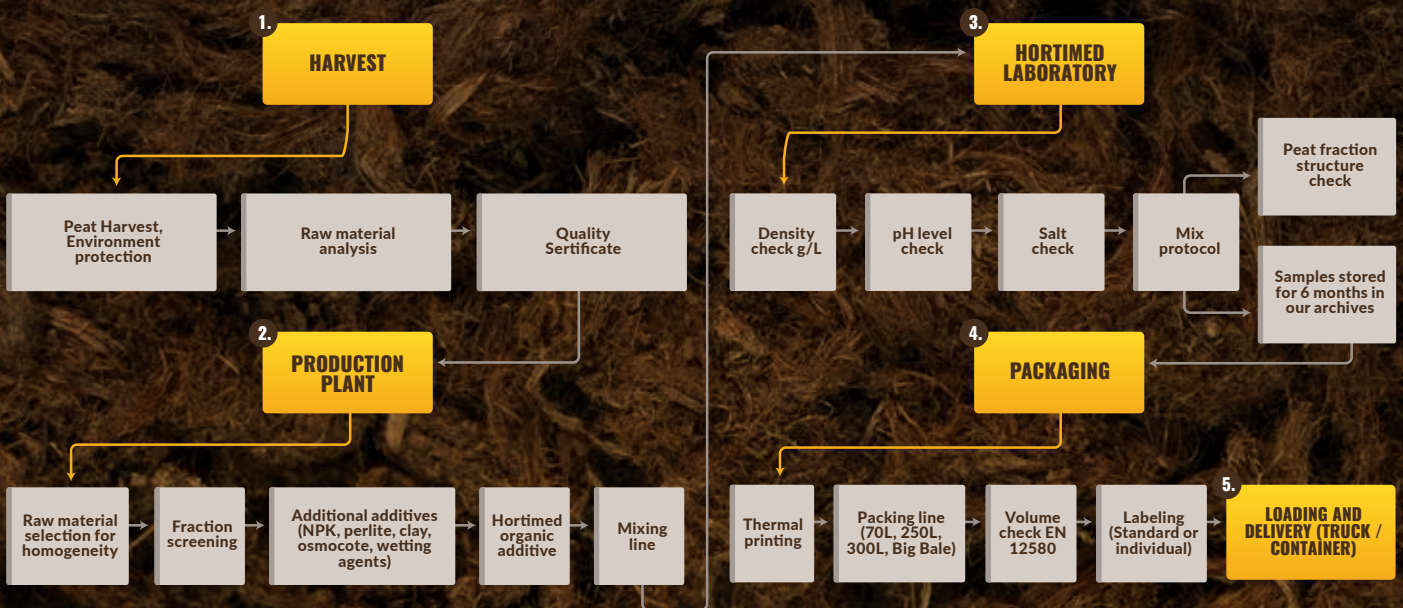 1.
HARVEST
Peat Harvest,
Environment
protection
Raw material
analysis
Quality
Sertificate
2.
PRODUCTION
PLANT
Raw material
selection for
homogeneity
Fraction
screening
Additional additives
(NPK, perlite, clay,
osmocote, wetting
agents)
Hortimed
organic
additive
Mixing
line
3.
HORTIMED
LABORATORY
Density
check g/L
pH level
check
Salt
check
Mix
protocol
Peat fraction
structure
check
Samples stored
for 6 months in
our archives
4.
PACKAGING
Thermal
printing
Packing line
(70L, 250L,
300L, Big Bale)
Volume
check EN
12580
Labeling
(Standard or
individual)
5.
LOADING AND
DELIVERY (TRUCK /
CONTAINER)